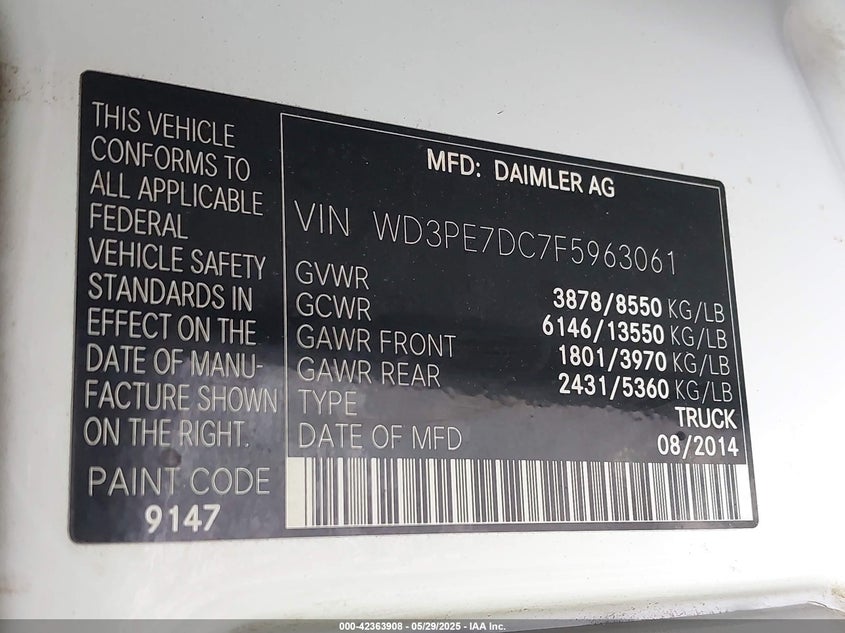 THIS VEHICLE
CONFORMS TO
ALL APPLICABLE
FEDERAL
VEHICLE SAFETY
STANDARDS IN
EFFECT ON THE
DATE OF MANU-
FACTURE SHOWN
ON THE RIGHT.
PAINT CODE
9147
MFD: DAIMLER AG
VIN WD3PE7DC7F5963061
GVWR 3878/8550 KG/LB
GCWR 6146/13550 KG/LB
GAWR FRONT 1801/3970 KG/LB
GAWR REAR 2431/5360 KG/LB
TYPE TRUCK
DATE OF MFD 08/2014
000-42363908 - 05/29/2025 - IAA Inc.